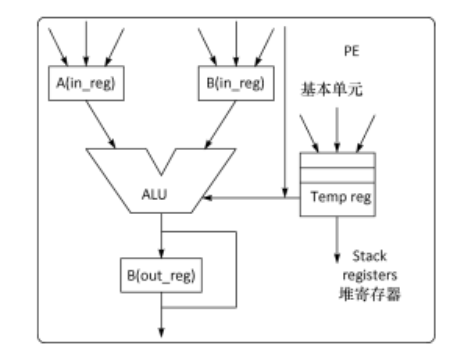 PE
A(in_reg)
B(in_reg)
基本单元
ALU
Temp reg
B(out_reg)
Stack
registers
堆寄存器